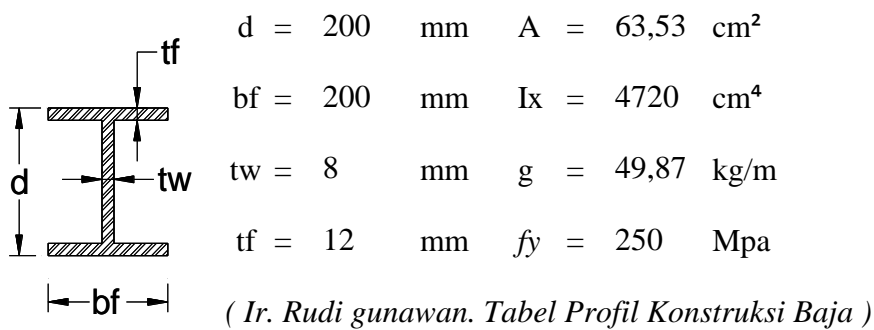 d = 200 mm A = 63,53 cm²
tf
bf = 200 mm Ix = 4720 cm⁴
d
tw
tw = 8 mm g = 49,87 kg/m
tf = 12 mm fy = 250 Mpa
bf
( Ir. Rudi gunawan. Tabel Profil Konstruksi Baja )